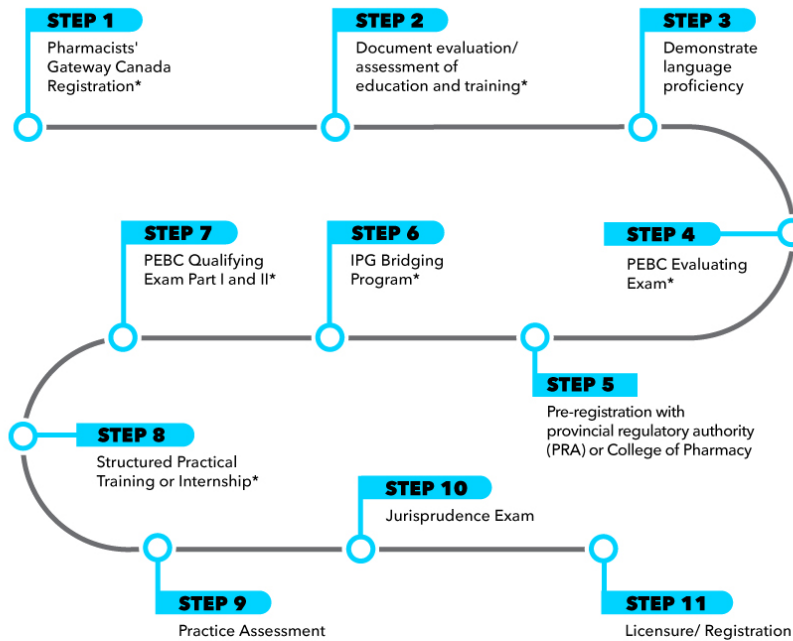 STEP 1
Pharmacists'
Gateway Canada
Registration*
STEP 2
Document evaluation/
assessment of
education and training*
STEP 3
Demonstrate
language
proficiency
STEP 4
PEBC Evaluating
Exam*
STEP 5
Pre-registration with
provincial regulatory authority
(PRA) or College of Pharmacy
STEP 6
IPG Bridging
Program*
STEP 7
PEBC Qualifying
Exam Part I and II*
STEP 8
Structured Practical
Training or Internship*
STEP 9
Practice Assessment
STEP 10
Jurisprudence Exam
STEP 11
Licensure/ Registration